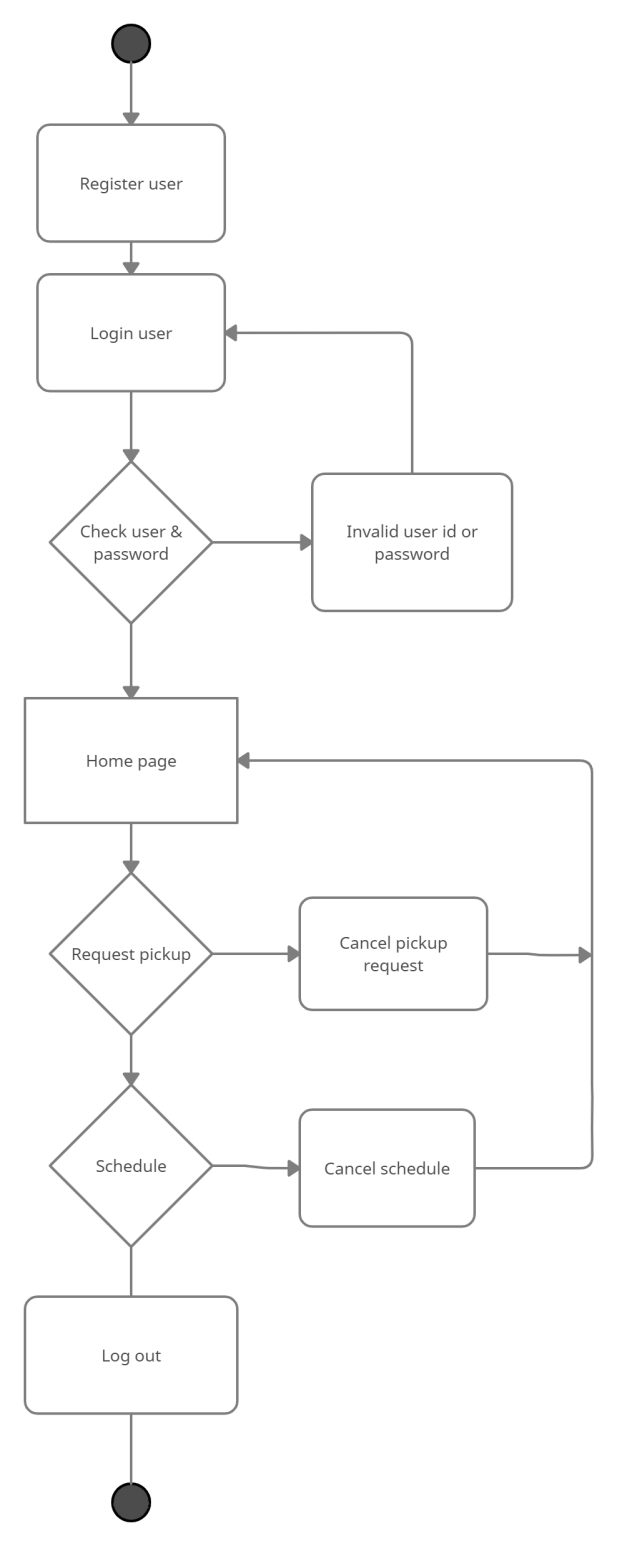 Register user
Login user
Check user &
password
Invalid user id or
password
Home page
Request pickup
Cancel pickup
request
Schedule
Cancel schedule
Log out